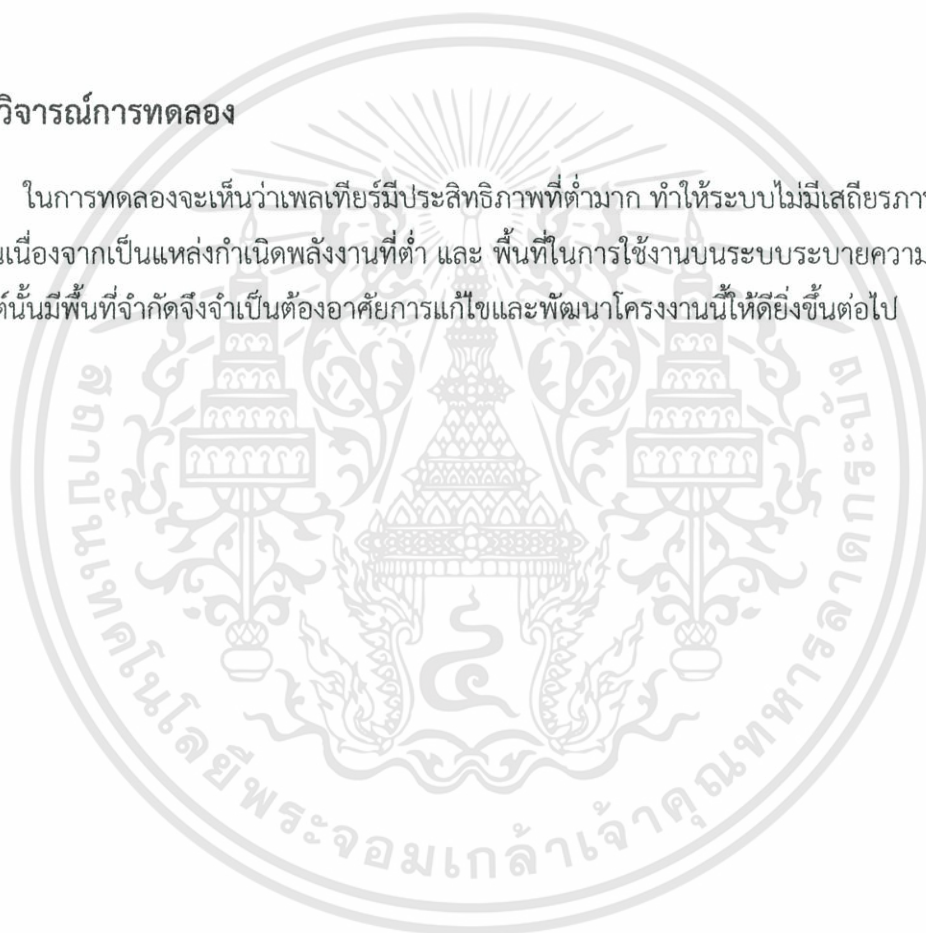 วิจารณ์การทดลอง
ในการทดลองจะเห็นว่าเพลเทียร์มีประสิทธิภาพที่ต่ำมาก ทำให้ระบบไม่มีเสถียรภาพ
เนื่องจากเป็นแหล่งกำเนิดพลังงานที่ต่ำ และ พื้นที่ในการใช้งานบนระบบระบายความ
นั้นมีพื้นที่จำกัดจึงจำเป็นต้องอาศัยการแก้ไขและพัฒนาโครงงานนี้ให้ดียิ่งขึ้นต่อไป
สถาบันเทคโนโลยีพระจอมเกล้าเจ้าคุณทหารลาดกระบัง
๔